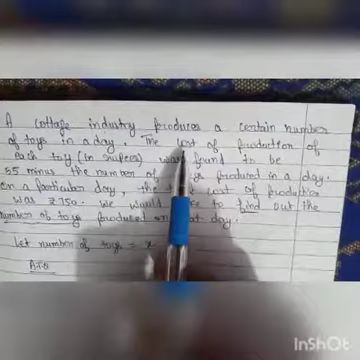 A cottage industry produces a certain number
of toys in a day. The cost of production of
each toy (in rupees) was found to be
55 minus the number of produced in a day.
On a particular day, the cost of production
was ₹750. We would to find out the
number of toys produced on that day.
Let number of toys = x
ATQ
InShOt